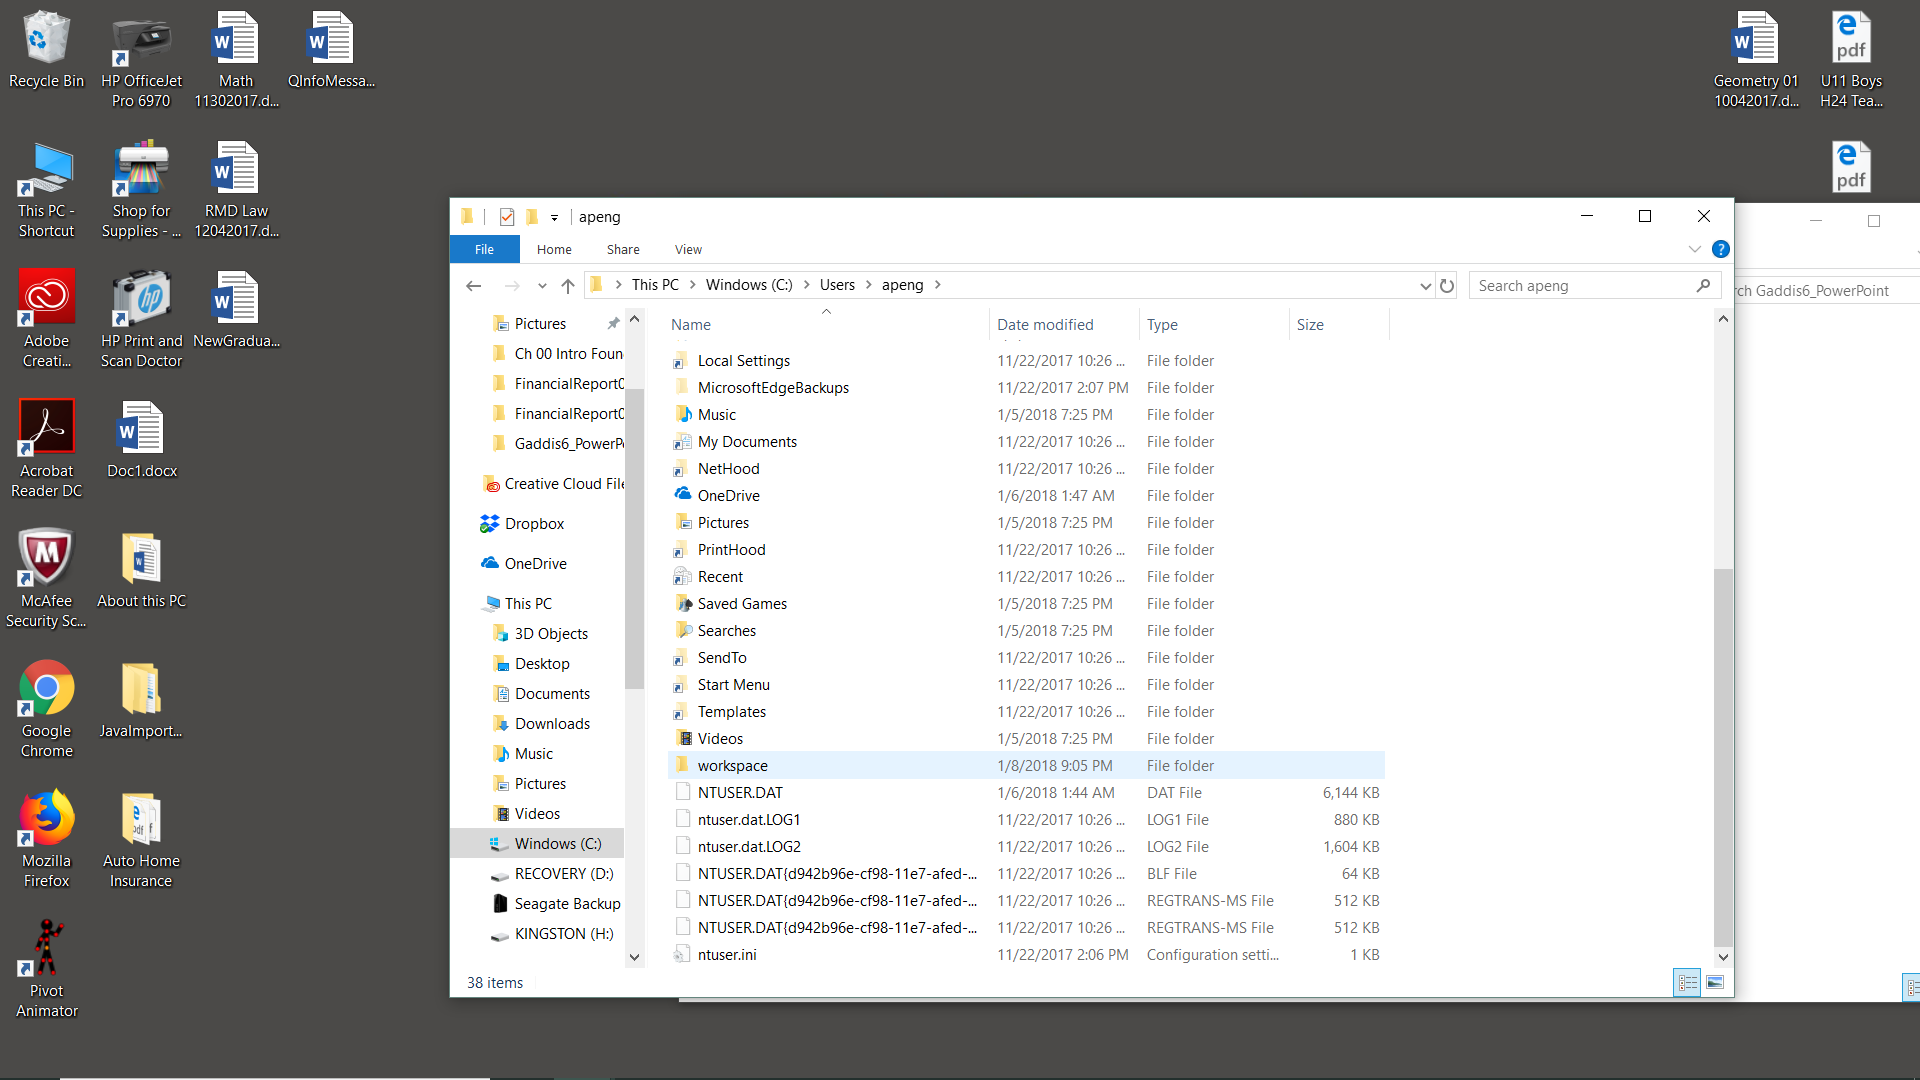 Recycle Bin
HP OfficeJet
Pro 6970
Math
11302017.d...
QInfoMessa...
Geometry 01
10042017.d...
U11 Boys
H24 Tea...
pdf
pdf
This PC -
Shortcut
Shop for
Supplies - ...
RMD Law
12042017.d...
Adobe
Creati...
HP Print and
Scan Doctor
NewGradua...
Acrobat
Reader DC
Doc1.docx
McAfee
Security Sc...
About this PC
Google
Chrome
JavaImport...
Mozilla
Firefox
Auto Home
Insurance
Pivot
Animator
apeng
File Home Share View
This PC Windows (C:) Users apeng
Search apeng
rch Gaddis6_PowerPoint
Pictures
Ch 00 Intro Foun
FinancialReport0
FinancialReport0
Gaddis6_PowerPo
Creative Cloud File
Dropbox
OneDrive
This PC
3D Objects
Desktop
Documents
Downloads
Music
Pictures
Videos
Windows (C:)
RECOVERY (D:)
Seagate Backup
KINGSTON (H:)
Name Date modified Type Size
Local Settings 11/22/2017 10:26 ... File folder
MicrosoftEdgeBackups 11/22/2017 2:07 PM File folder
Music 1/5/2018 7:25 PM File folder
My Documents 11/22/2017 10:26 ... File folder
NetHood 11/22/2017 10:26 ... File folder
OneDrive 1/6/2018 1:47 AM File folder
Pictures 1/5/2018 7:25 PM File folder
PrintHood 11/22/2017 10:26 ... File folder
Recent 11/22/2017 10:26 ... File folder
Saved Games 1/5/2018 7:25 PM File folder
Searches 1/5/2018 7:25 PM File folder
SendTo 11/22/2017 10:26 ... File folder
Start Menu 11/22/2017 10:26 ... File folder
Templates 11/22/2017 10:26 ... File folder
Videos 1/5/2018 7:25 PM File folder
workspace 1/8/2018 9:05 PM File folder
NTUSER.DAT 1/6/2018 1:44 AM DAT File 6,144 KB
ntuser.dat.LOG1 11/22/2017 10:26 ... LOG1 File 880 KB
ntuser.dat.LOG2 11/22/2017 10:26 ... LOG2 File 1,604 KB
NTUSER.DAT{d942b96e-cf98-11e7-afed-... 11/22/2017 10:26 ... BLF File 64 KB
NTUSER.DAT{d942b96e-cf98-11e7-afed-... 11/22/2017 10:26 ... REGTRANS-MS File 512 KB
NTUSER.DAT{d942b96e-cf98-11e7-afed-... 11/22/2017 10:26 ... REGTRANS-MS File 512 KB
ntuser.ini 11/22/2017 2:06 PM Configuration setti... 1 KB
38 items